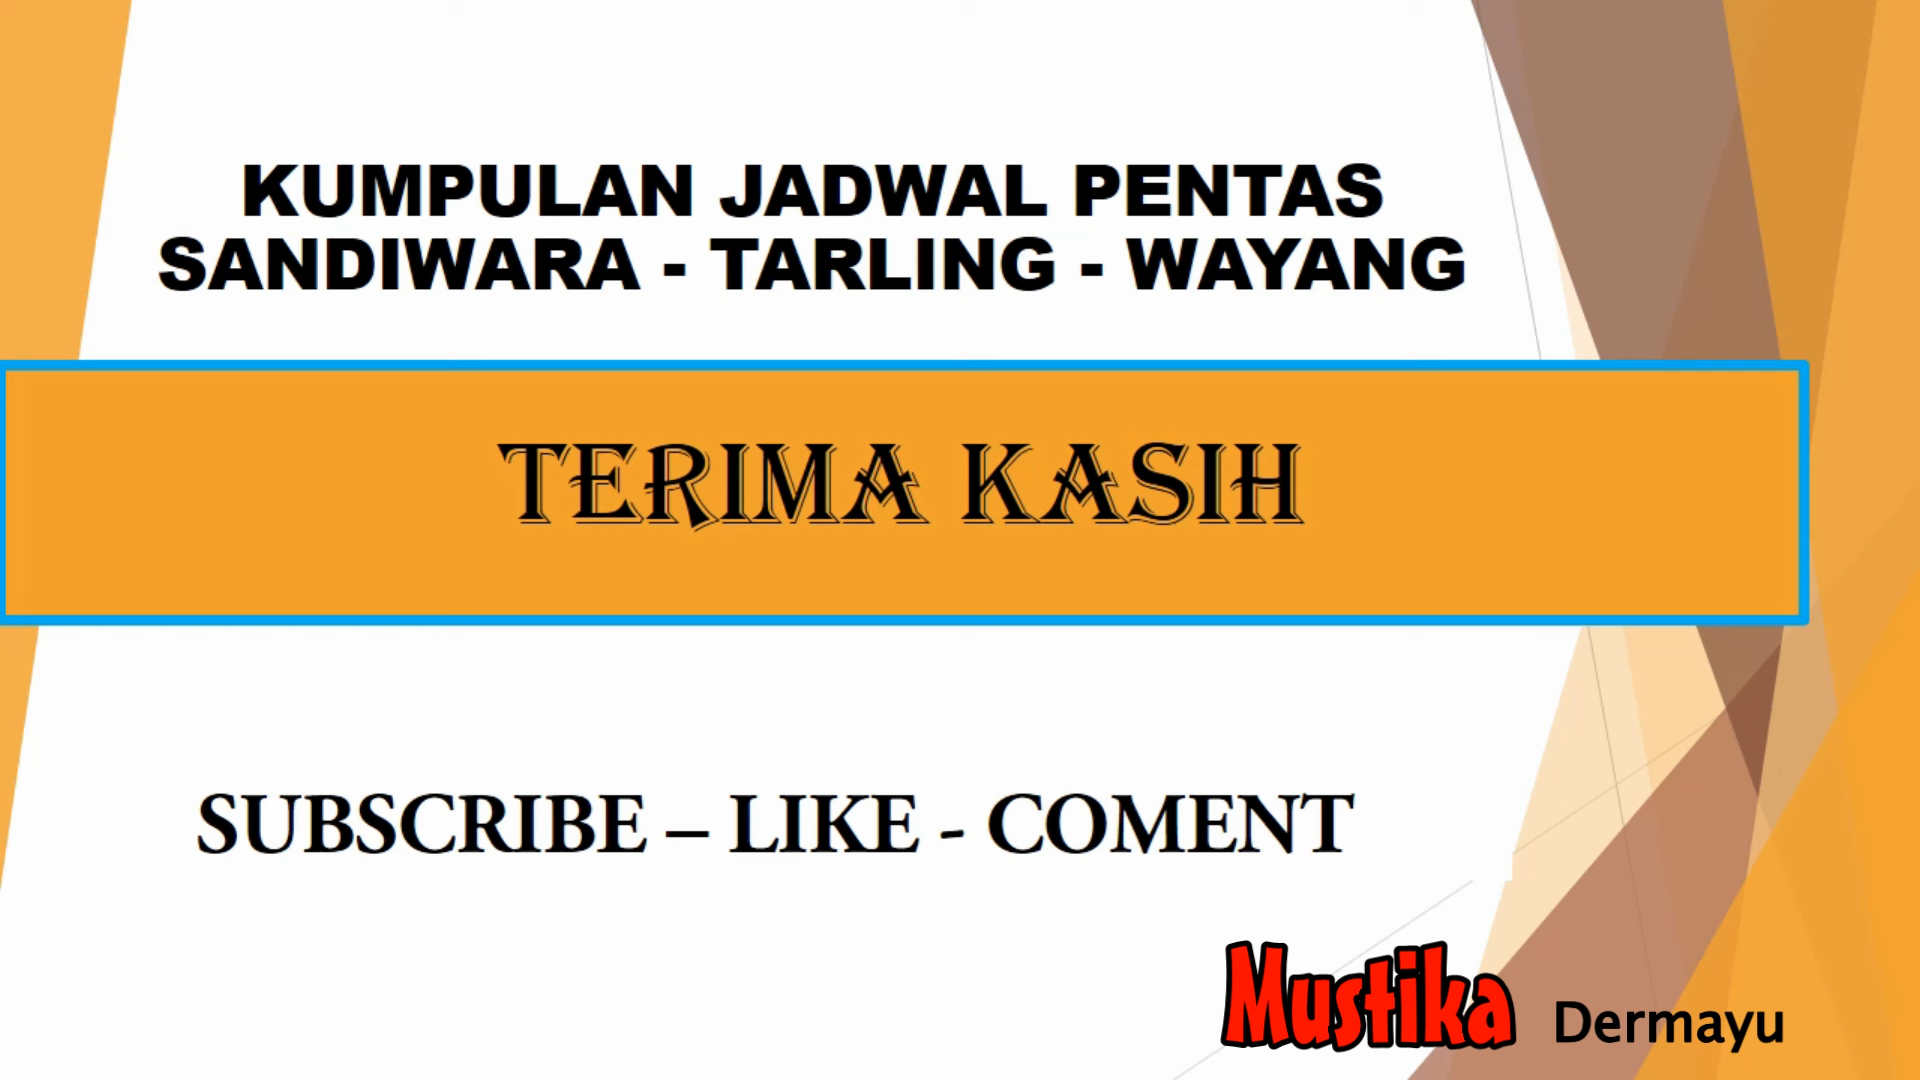 KUMPULAN JADWAL PENTAS
SANDIWARA - TARLING - WAYANG
TERIMA KASIH
SUBSCRIBE – LIKE - COMENT
Mustika Dermayu